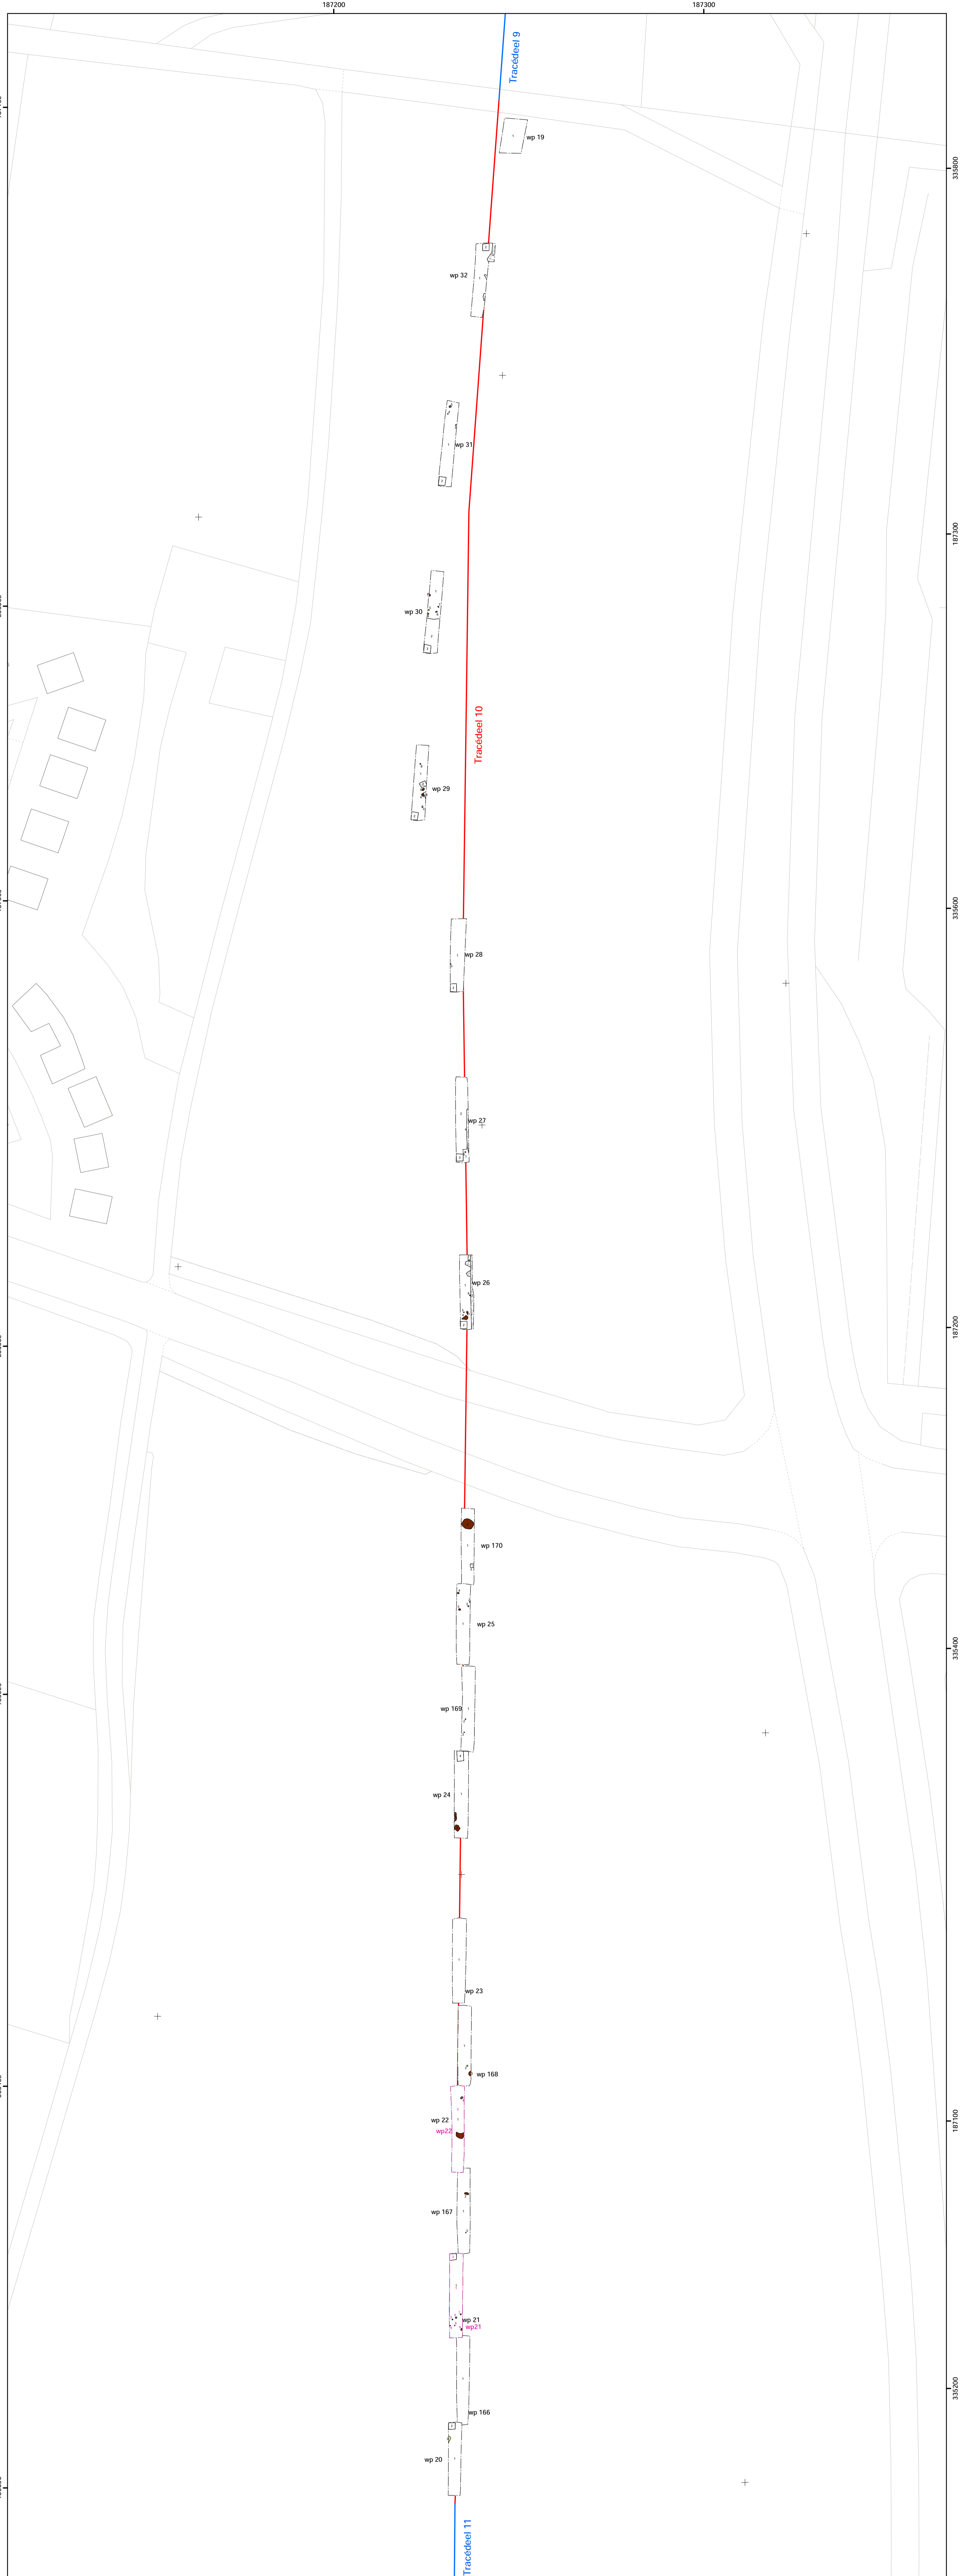 187200
187300
Tracédeel 9
wp 19
335800
wp 32
wp 31
187300
wp 30
Tracédeel 10
wp 29
335600
wp 28
wp 27
wp 26
187200
wp 170
wp 25
335400
wp 169
wp 24
wp 23
wp 168
wp 22
187100
wp22
wp 167
wp 21
wp21
335200
wp 166
wp 20
Tracédeel 11